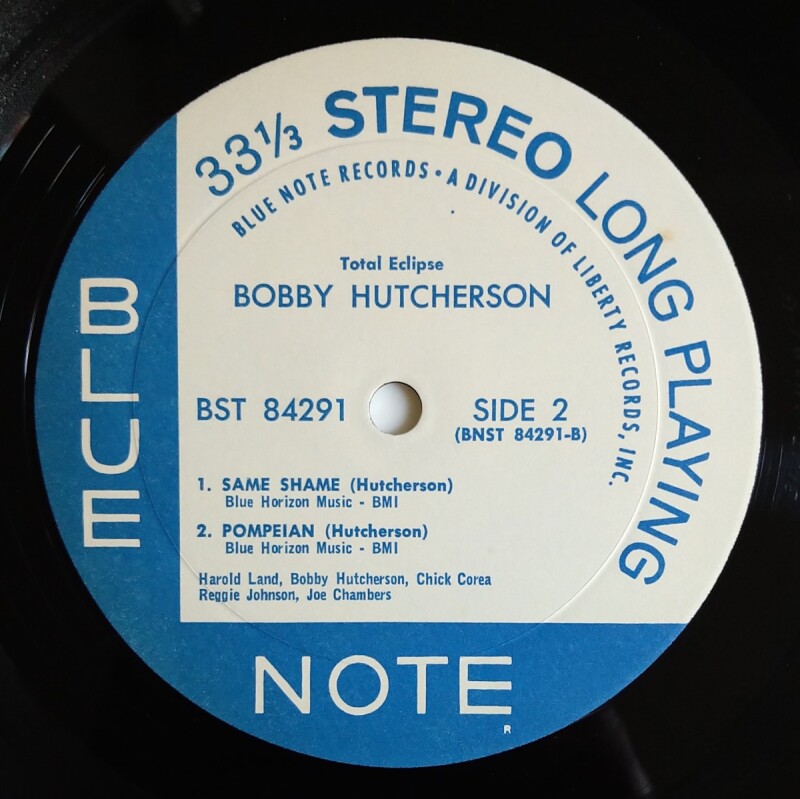 33 1/3 STEREO LONG PLAYING
BLUE NOTE RECORDS • A DIVISION OF LIBERTY RECORDS, INC.
Total Eclipse
BOBBY HUTCHERSON
BST 84291
SIDE 2
(BNST 84291-B)
1. SAME SHAME (Hutcherson)
Blue Horizon Music - BMI
2. POMPEIAN (Hutcherson)
Blue Horizon Music - BMI
Harold Land, Bobby Hutcherson, Chick Corea
Reggie Johnson, Joe Chambers
BLUE
NOTE
R